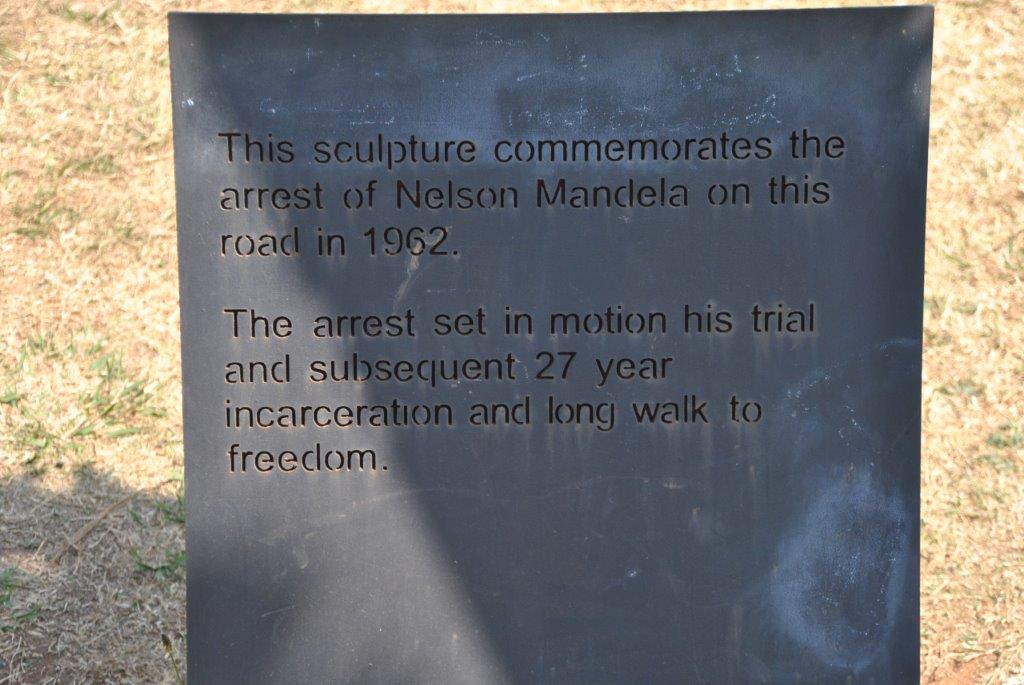 This sculpture commemorates the
arrest of Nelson Mandela on this
road in 1962.
The arrest set in motion his trial
and subsequent 27 year
incarceration and long walk to
freedom.